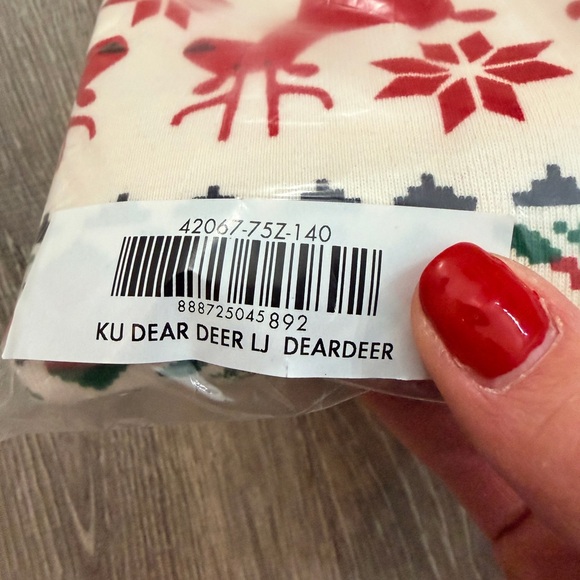 42067-75Z-140
888725045892
KU DEAR DEER LJ DEARDEER